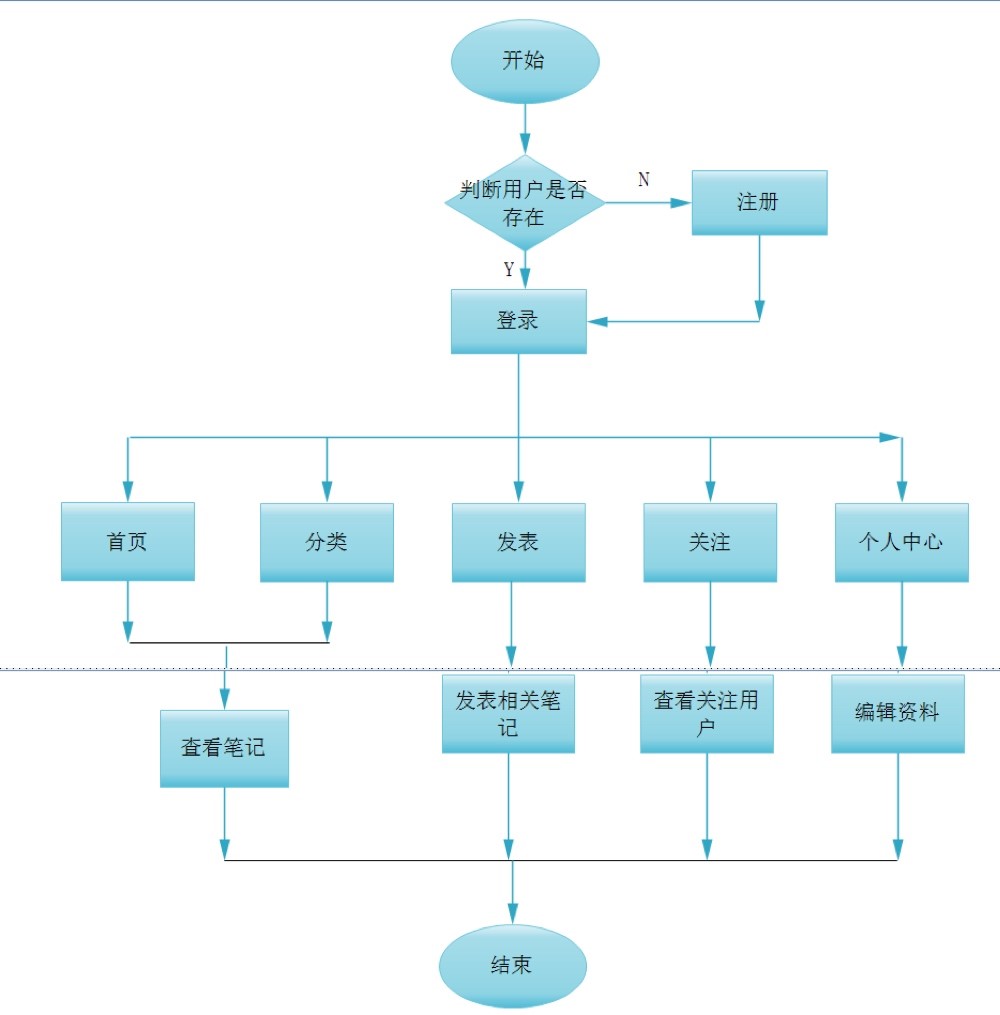 开始
判断用户是否
存在
N
注册
Y
登录
首页
分类
发表
关注
个人中心
发表相关笔
记
查看关注用
户
编辑资料
查看笔记
结束